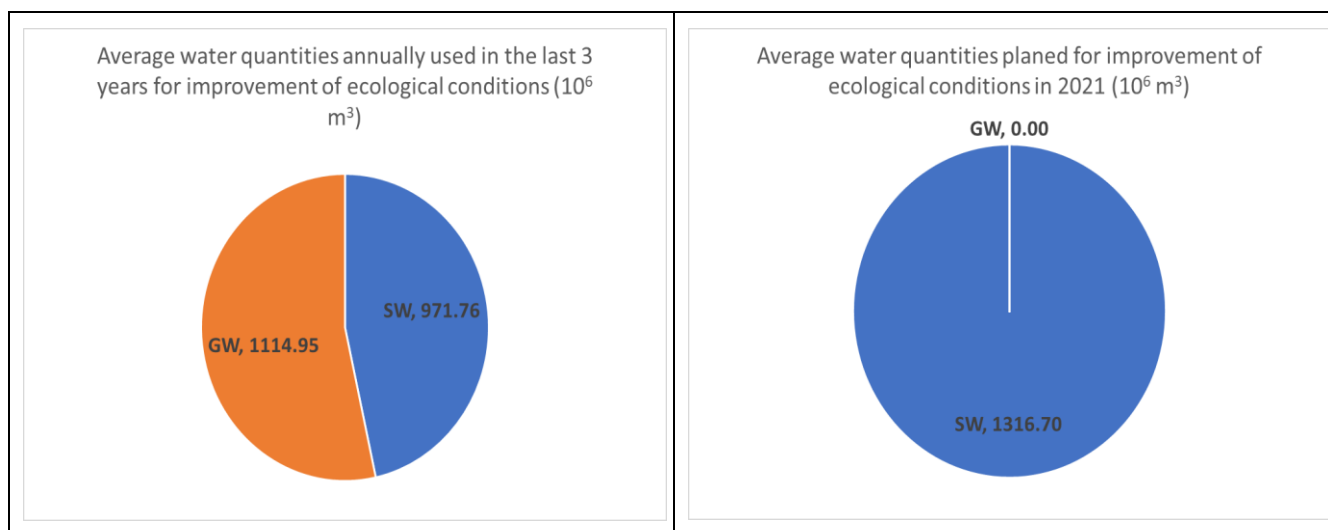 Average water quantities annually used in the last 3
years for improvement of ecological conditions (10⁶
m³)
SW, 971.76
GW, 1114.95
Average water quantities planed for improvement of
ecological conditions in 2021 (10⁶ m³)
GW, 0.00
SW, 1316.70